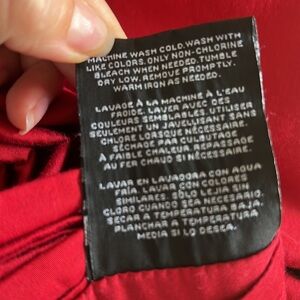 MACHINE WASH COLD. WASH WITH
LIKE COLORS. ONLY NON-CHLORINE
BLEACH WHEN NEEDED. TUMBLE
DRY LOW. REMOVE PROMPTLY.
WARM IRON AS NEEDED.
LAVAGE À LA MACHINE À L'EAU
FROIDE. LAVER AVEC DES
COULEURS SEMBLABLES. UTILISER
SEULEMENT UN JAVELLISANT SANS
CHLORE LORSQUE NÉCESSAIRE.
SÉCHAGE PAR CULBUTAGE
À FAIBLE CHALEUR. REPASSAGE
AU FER CHAUD SI NÉCESSAIRE.
LAVAR EN LAVADORA CON AGUA
FRÍA. LAVAR CON COLORES
SIMILARES. SÓLO LEJÍA SIN
CLORO CUANDO SEA NECESARIO.
SECAR A TEMPERATURA BAJA.
PLANCHAR A TEMPERATURA
MEDIA SI LO DESEA.